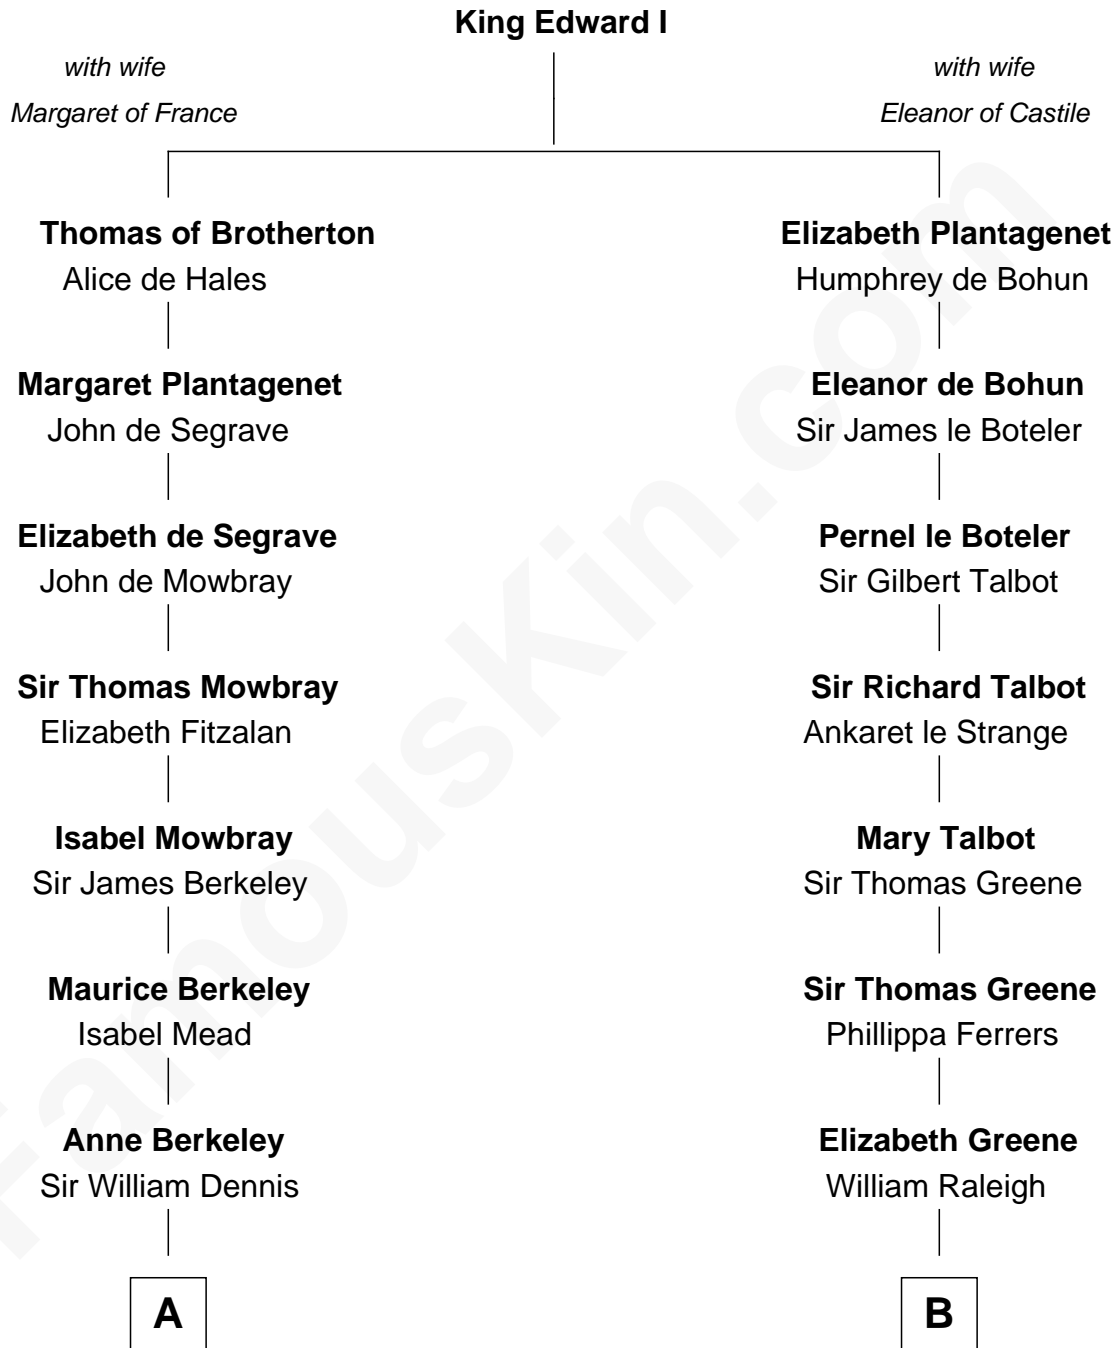 King Edward I
with wife
Margaret of France
with wife
Eleanor of Castile
Thomas of Brotherton
Alice de Hales
Elizabeth Plantagenet
Humphrey de Bohun
Margaret Plantagenet
John de Segrave
Eleanor de Bohun
Sir James le Boteler
Elizabeth de Segrave
John de Mowbray
Pernel le Boteler
Sir Gilbert Talbot
Sir Thomas Mowbray
Elizabeth Fitzalan
Sir Richard Talbot
Ankaret le Strange
Isabel Mowbray
Sir James Berkeley
Mary Talbot
Sir Thomas Greene
Maurice Berkeley
Isabel Mead
Sir Thomas Greene
Phillippa Ferrers
Anne Berkeley
Sir William Dennis
Elizabeth Greene
William Raleigh
A
B
FamousKin.com